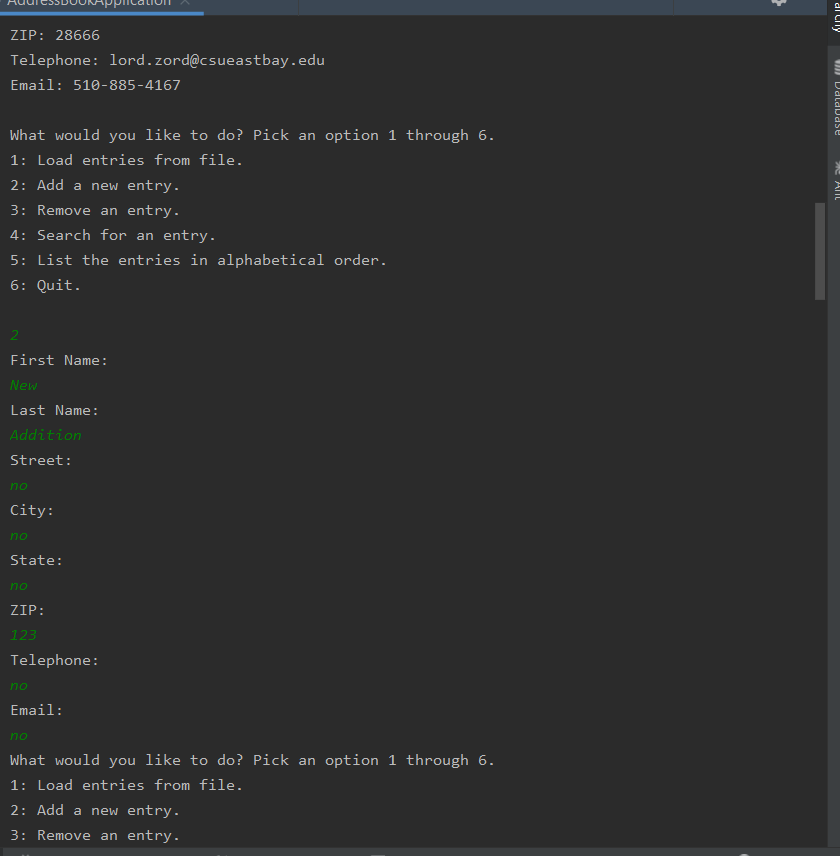 AddressBookApplication
ZIP: 28666
Telephone: lord.zord@csueastbay.edu
Email: 510-885-4167
What would you like to do? Pick an option 1 through 6.
1: Load entries from file.
2: Add a new entry.
3: Remove an entry.
4: Search for an entry.
5: List the entries in alphabetical order.
6: Quit.
2
First Name:
New
Last Name:
Addition
Street:
no
City:
no
State:
no
ZIP:
123
Telephone:
no
Email:
no
What would you like to do? Pick an option 1 through 6.
1: Load entries from file.
2: Add a new entry.
3: Remove an entry.
Database
Ant